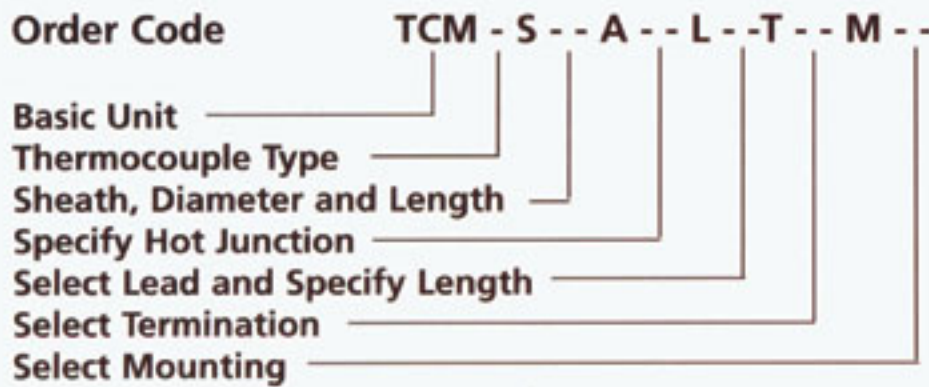 Order Code TCM - S - - A - - L - -T - - M - -
Basic Unit
Thermocouple Type
Sheath, Diameter and Length
Specify Hot Junction
Select Lead and Specify Length
Select Termination
Select Mounting